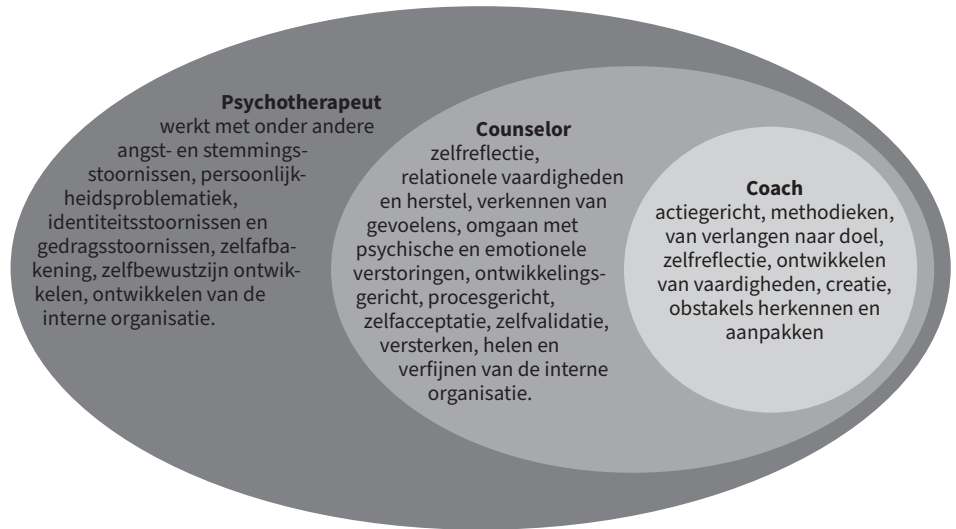 Psychotherapeut
werkt met onder andere
angst- en stemmings-
stoornissen, persoonlijk-
heidsproblematiek,
identiteitsstoornissen en
gedragsstoornissen, zelfafba-
kening, zelfbewustzijn ontwik-
kelen, ontwikkelen van de
interne organisatie.
Counselor
zelfreflectie,
relationele vaardigheden
en herstel, verkennen van
gevoelens, omgaan met
psychische en emotionele
verstoringen, ontwikkelings-
gericht, procesgericht,
zelfacceptatie, zelfvalidatie,
versterken, helen en
verfijnen van de interne
organisatie.
Coach
actiegericht, methodieken,
van verlangen naar doel,
zelfreflectie, ontwikkelen
van vaardigheden, creatie,
obstakels herkennen en
aanpakken